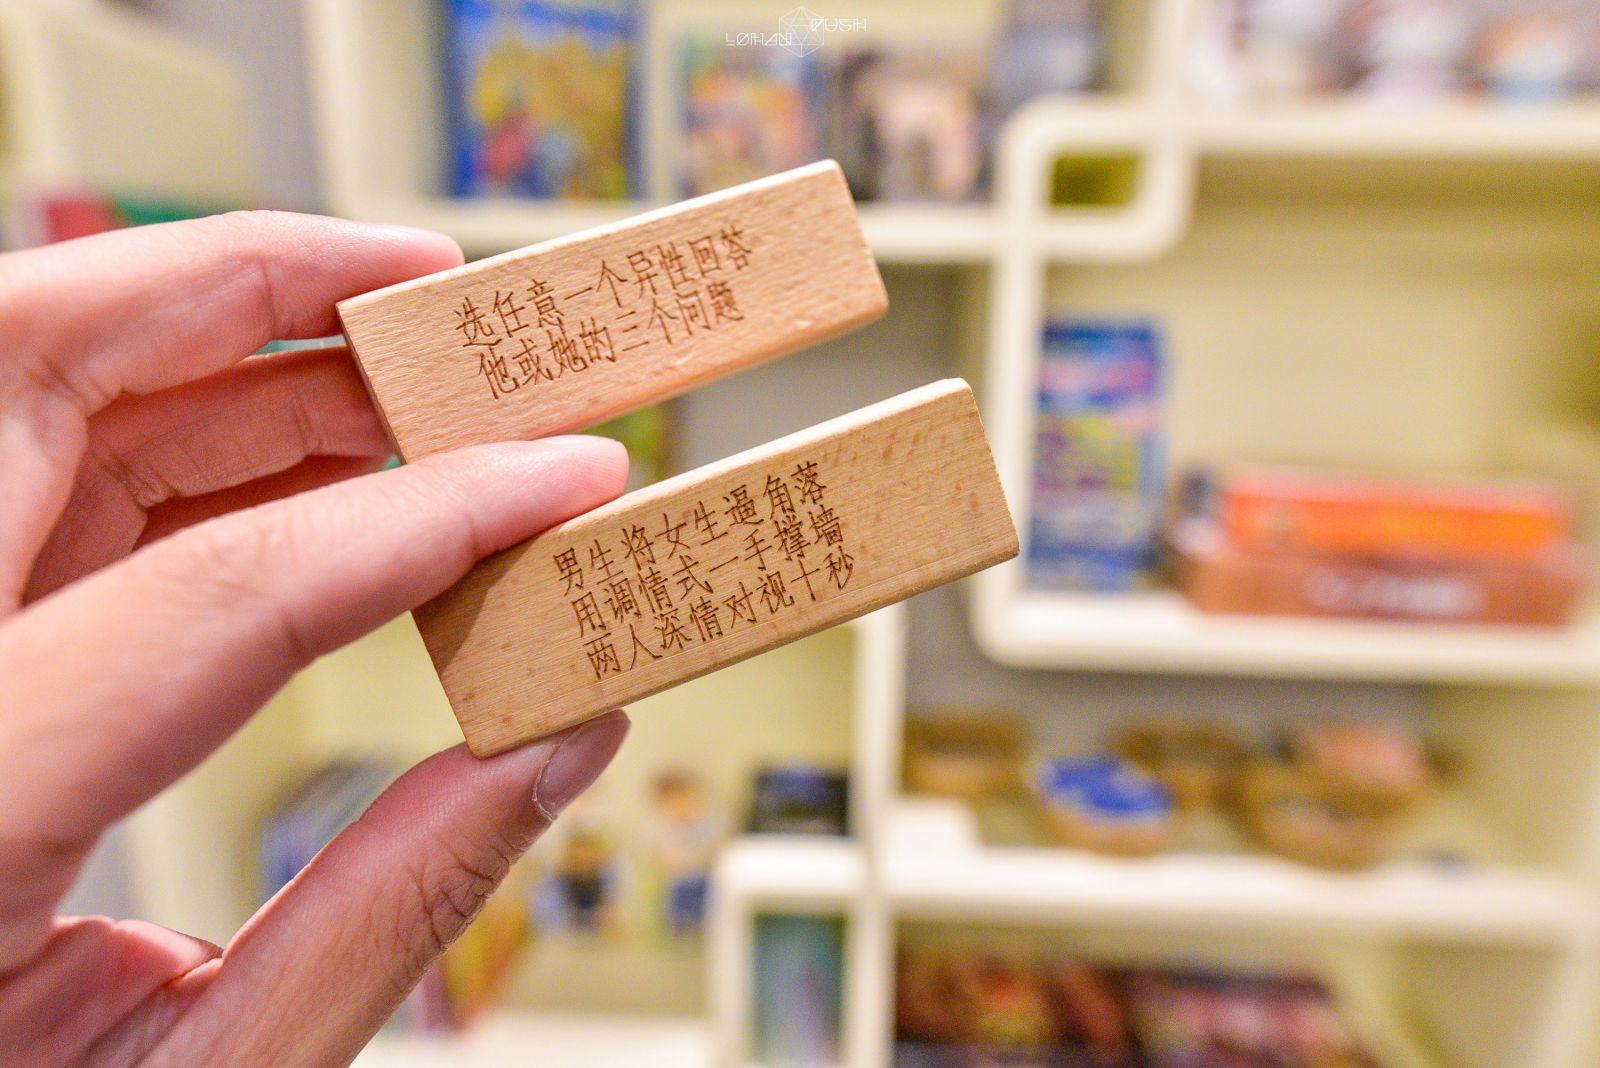 LOHAN RUSH
选任意一个异性回答
他或她的三个问题
男生将女生逼角落
用调情式一手撑墙
两人深情对视十秒